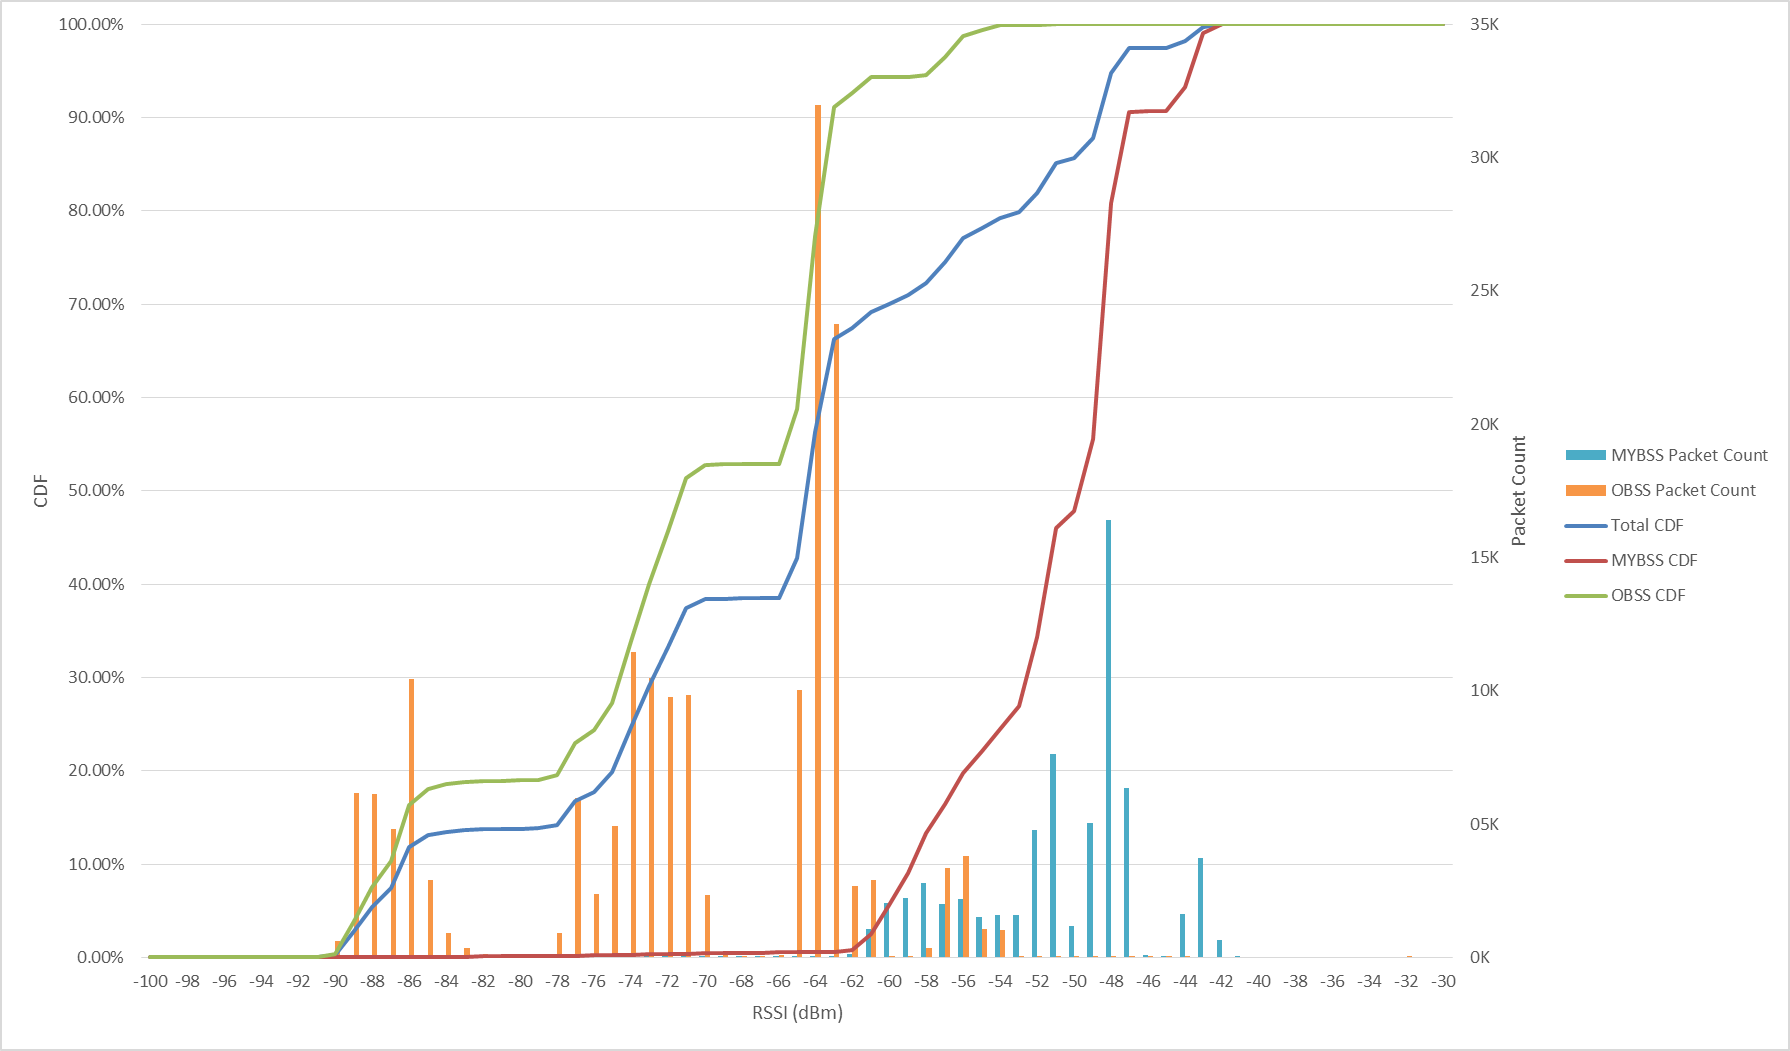 100.00%
90.00%
80.00%
70.00%
60.00%
50.00%
40.00%
30.00%
20.00%
10.00%
0.00%
CDF
35K
30K
25K
20K
15K
10K
05K
0K
Packet Count
-100 -98 -96 -94 -92 -90 -88 -86 -84 -82 -80 -78 -76 -74 -72 -70 -68 -66 -64 -62 -60 -58 -56 -54 -52 -50 -48 -46 -44 -42 -40 -38 -36 -34 -32 -30
RSSI (dBm)
MYBSS Packet Count
OBSS Packet Count
Total CDF
MYBSS CDF
OBSS CDF